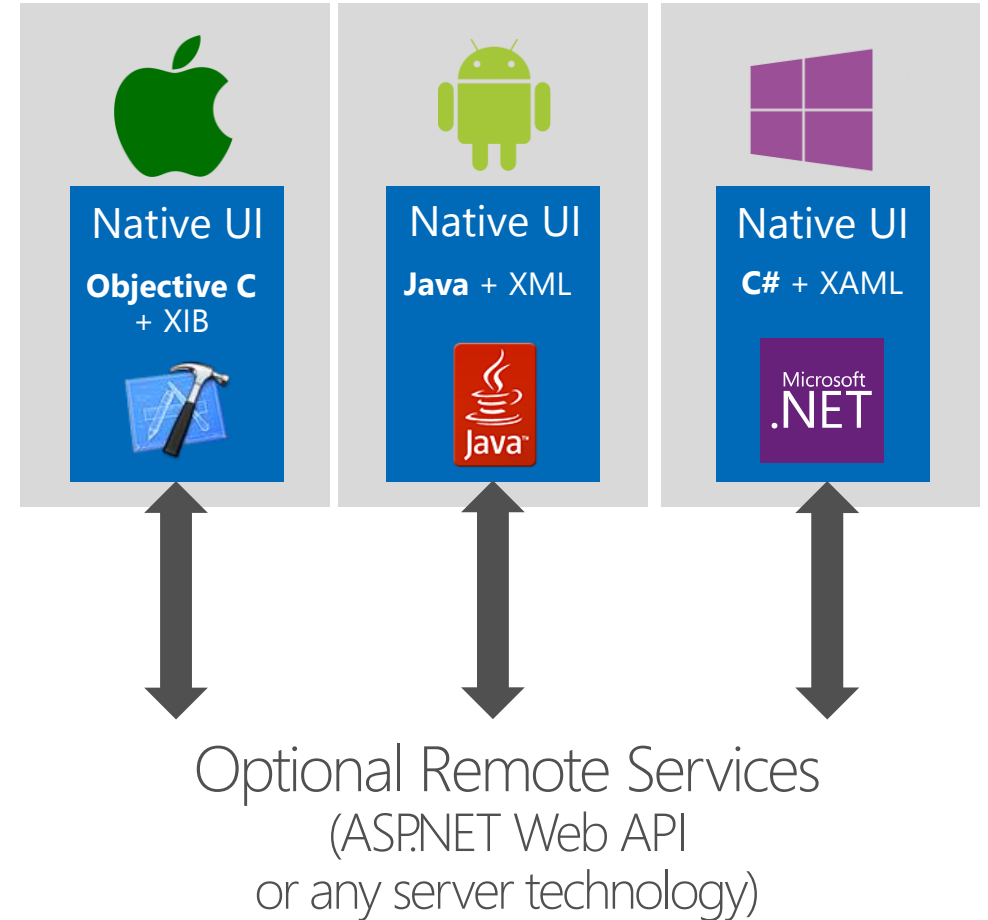 Native UI
Objective C
+ XIB
Native UI
Java + XML
Java™
Native UI
C# + XAML
Microsoft
.NET
Optional Remote Services
(ASP.NET Web API
or any server technology)